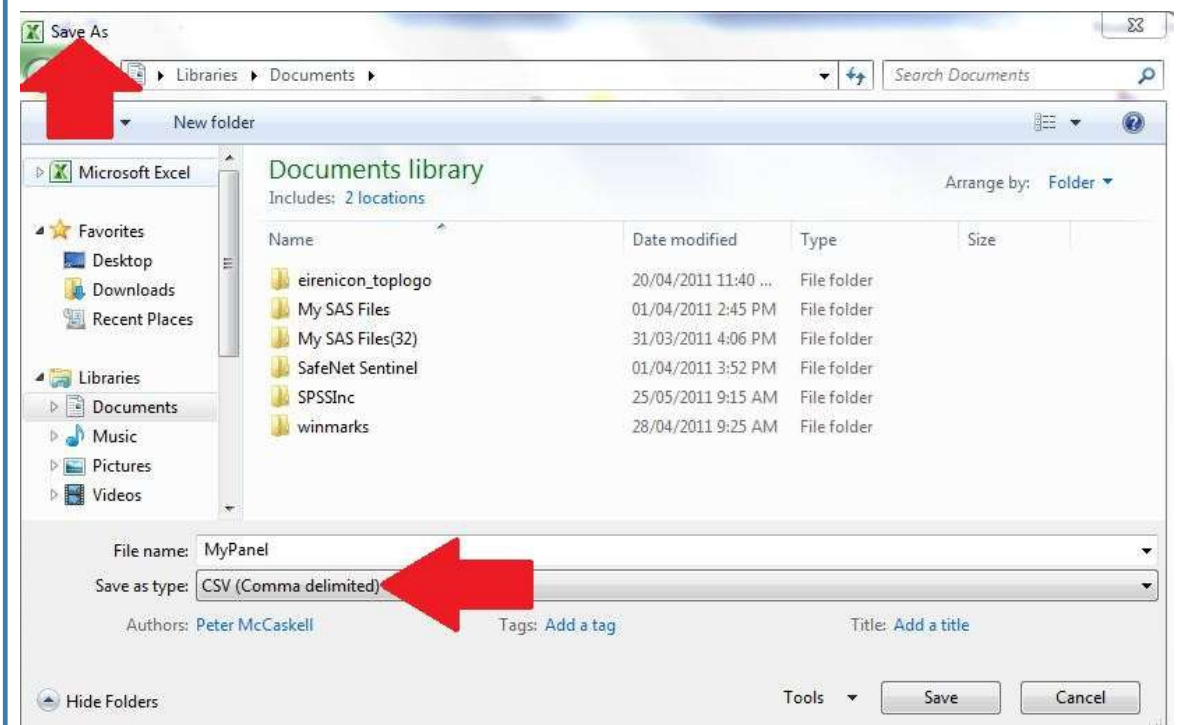 Save As
Libraries Documents
Search Documents
New folder
Microsoft Excel
Favorites
Desktop
Downloads
Recent Places
Libraries
Documents
Music
Pictures
Videos
Documents library
Includes: 2 locations
Arrange by: Folder
Name Date modified Type Size
eirenicon_toplogo 20/04/2011 11:40 ... File folder
My SAS Files 01/04/2011 2:45 PM File folder
My SAS Files(32) 31/03/2011 4:06 PM File folder
SafeNet Sentinel 01/04/2011 3:52 PM File folder
SPSSInc 25/05/2011 9:15 AM File folder
winmarks 28/04/2011 9:25 AM File folder
File name: MyPanel
Save as type: CSV (Comma delimited)
Authors: Peter McCaskell Tags: Add a tag Title: Add a title
Hide Folders Tools Save Cancel